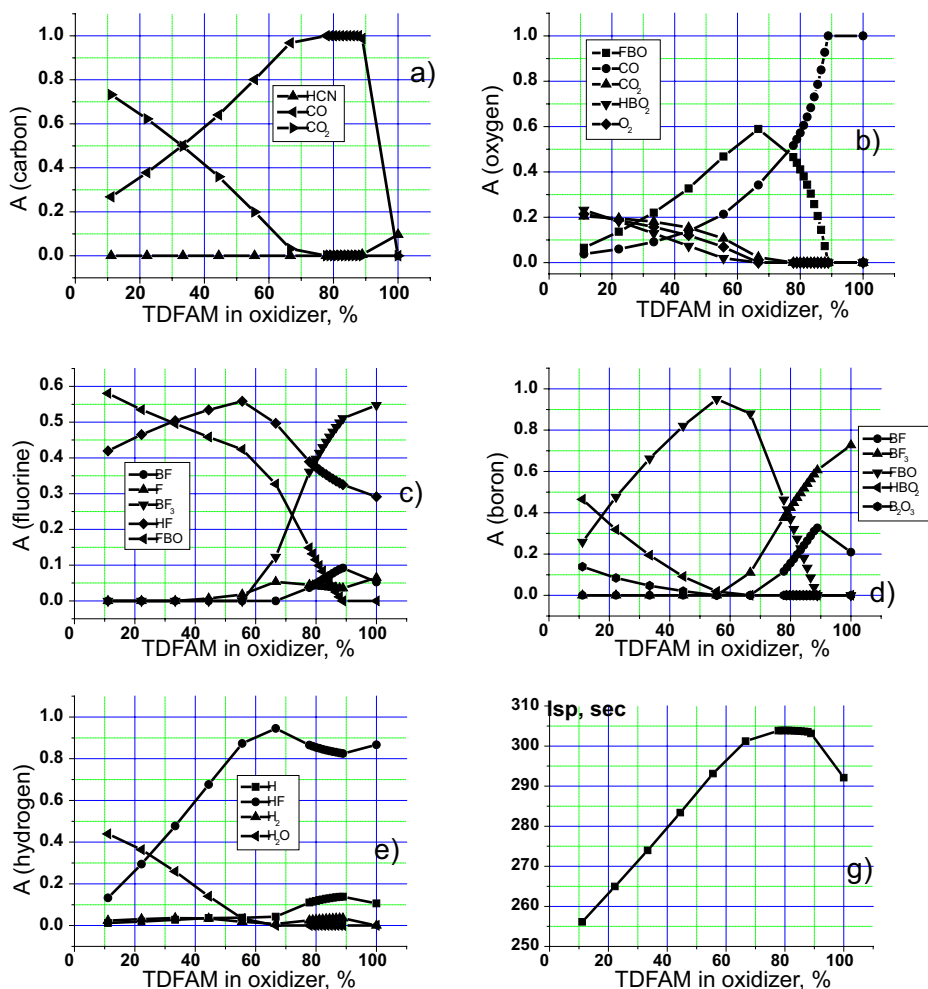 1.0
0.8
0.6
0.4
0.2
0.0
A (carbon)
HCN
CO
CO₂
a)
0 20 40 60 80 100
TDFAM in oxidizer, %
1.0
0.8
0.6
0.4
0.2
0.0
A (oxygen)
FBO
CO
CO₂
HBO₂
O₂
b)
0 20 40 60 80 100
TDFAM in oxidizer, %
0.6
0.5
0.4
0.3
0.2
0.1
0.0
A (fluorine)
BF
F
BF₃
HF
FBO
c)
0 20 40 60 80 100
TDFAM in oxidizer, %
1.0
0.8
0.6
0.4
0.2
0.0
A (boron)
BF
BF₃
FBO
HBO₂
B₂O₃
d)
0 20 40 60 80 100
TDFAM in oxidizer, %
1.0
0.8
0.6
0.4
0.2
0.0
A (hydrogen)
H
HF
H₂
H₂O
e)
0 20 40 60 80 100
TDFAM in oxidizer, %
310
Isp, sec
300
290
280
270
260
250
g)
0 20 40 60 80 100
TDFAM in oxidizer, %